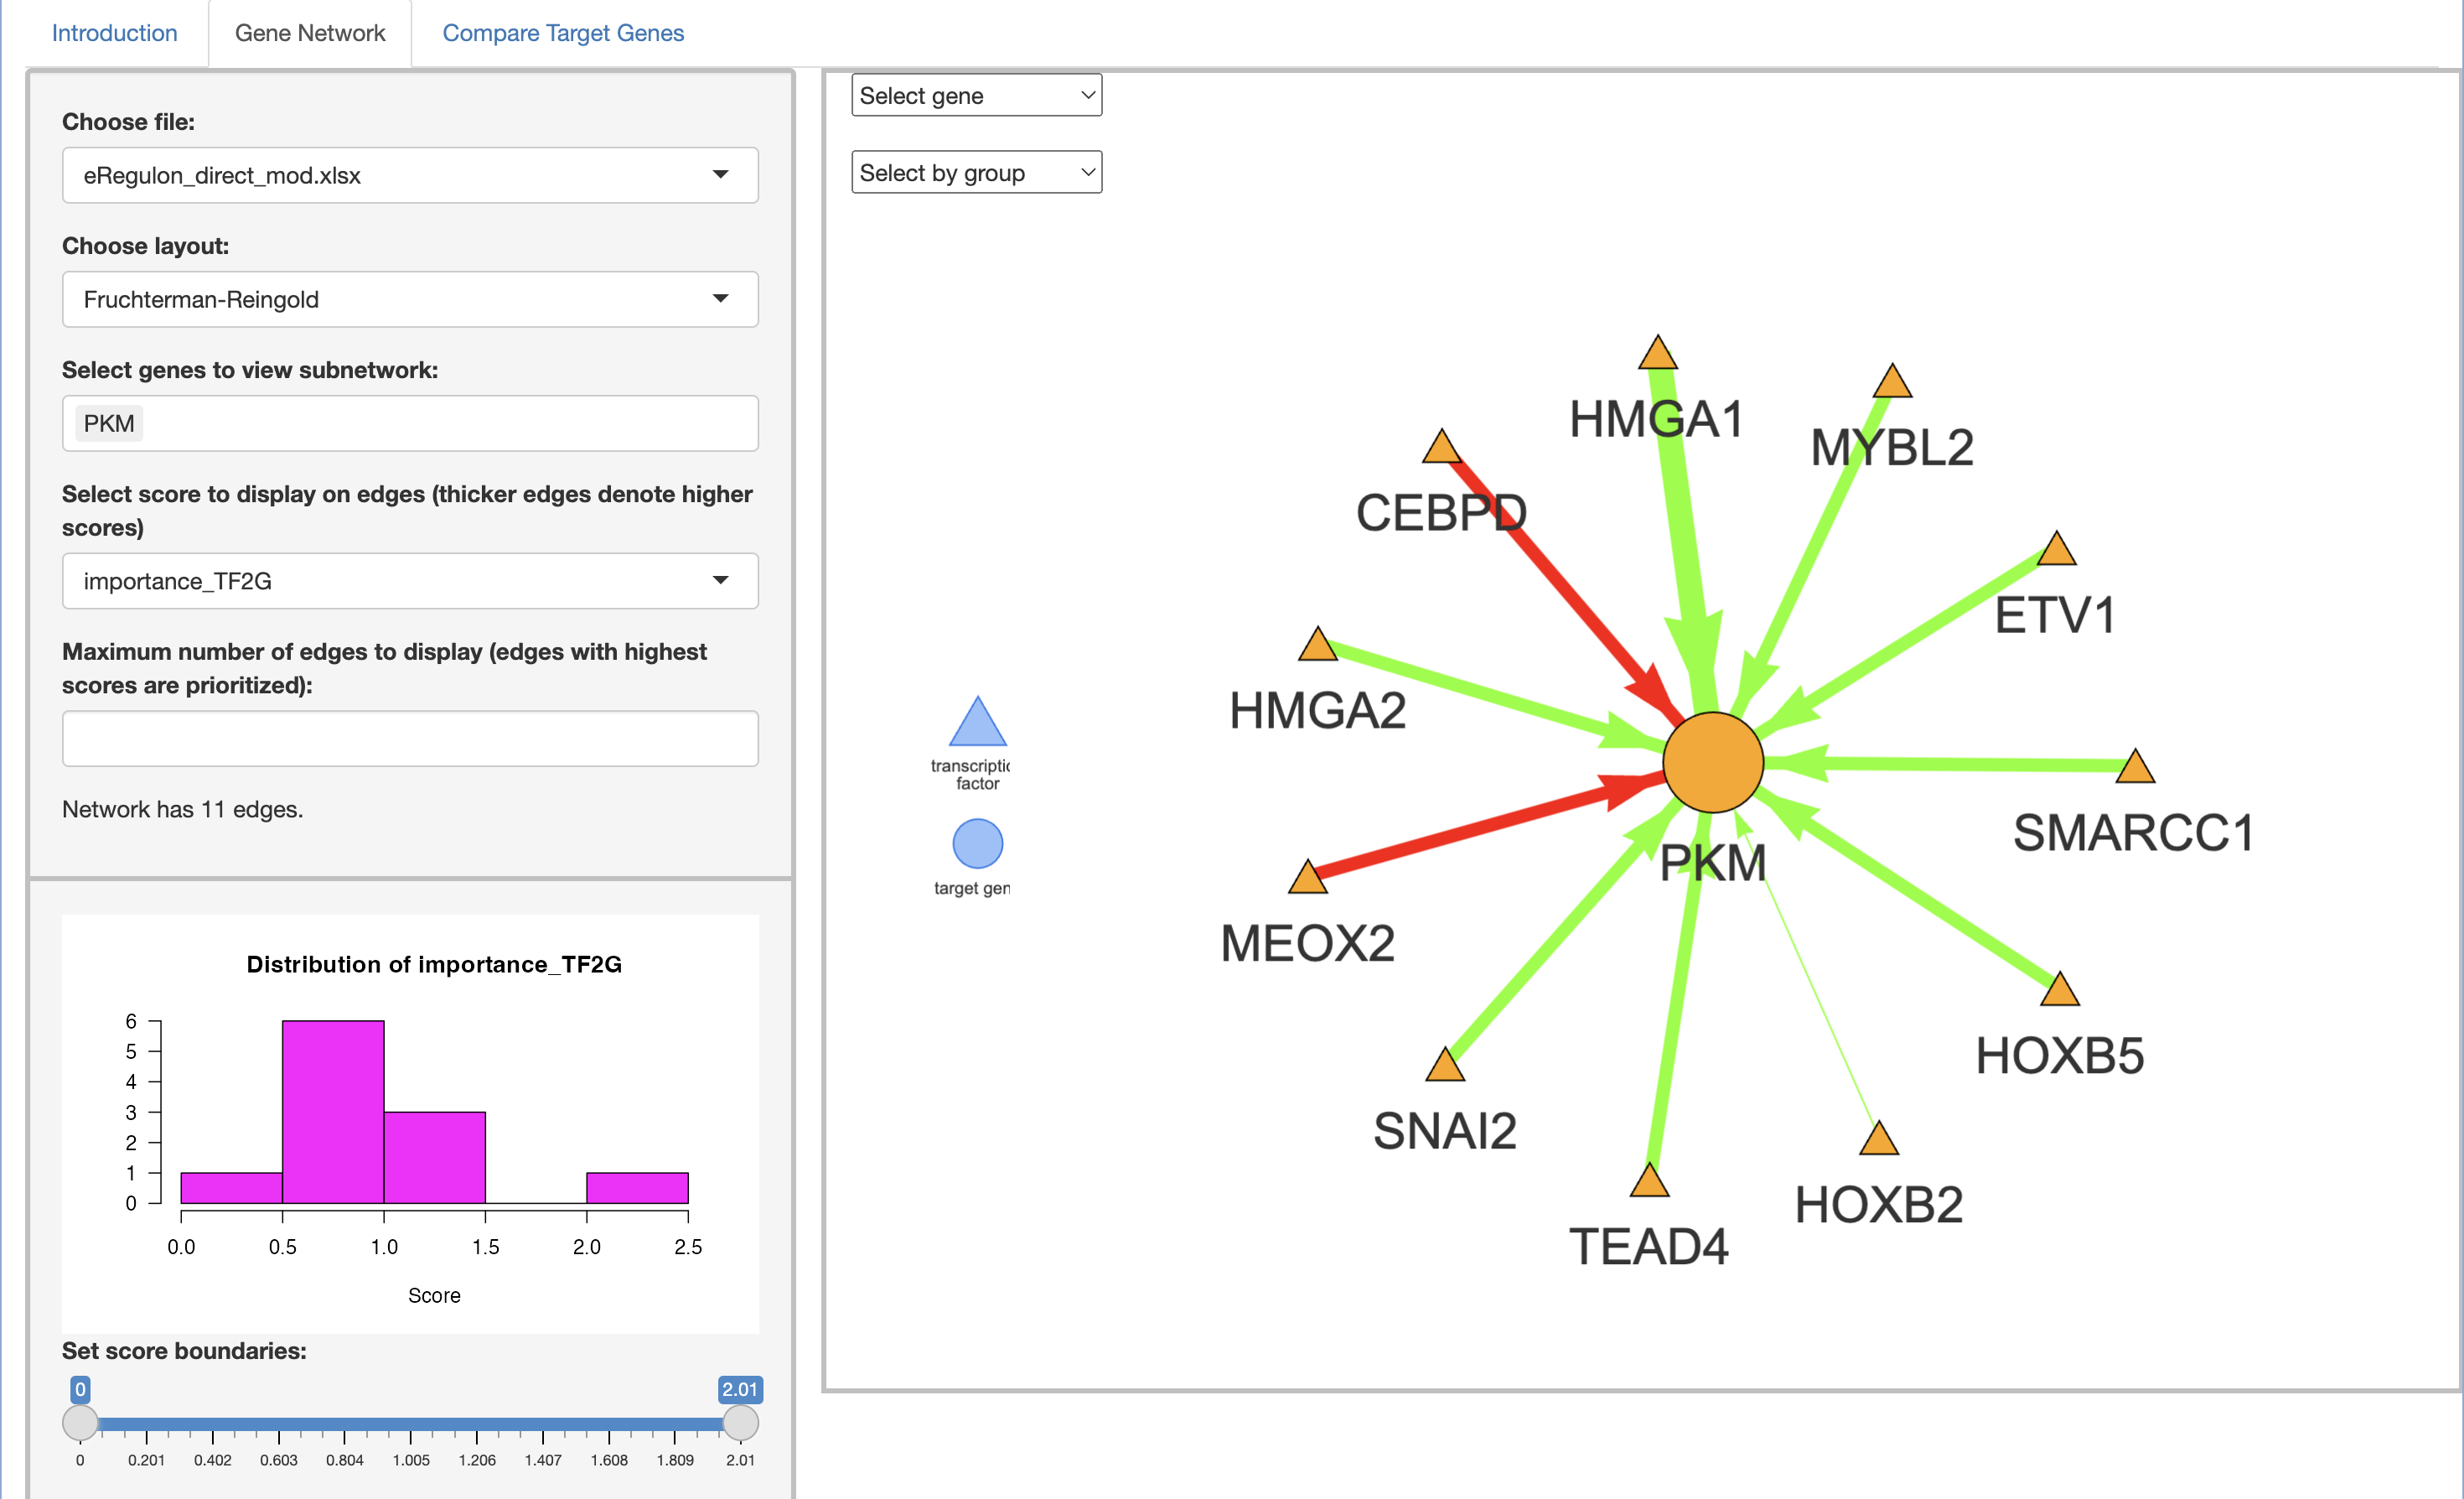 Introduction
Gene Network
Compare Target Genes
Choose file:
eRegulon_direct_mod.xlsx
Choose layout:
Fruchterman-Reingold
Select genes to view subnetwork:
PKM
Select score to display on edges (thicker edges denote higher
scores)
importance_TF2G
Maximum number of edges to display (edges with highest
scores are prioritized):
Network has 11 edges.
Distribution of importance_TF2G
6
5
4
3
2
1
0
0.0 0.5 1.0 1.5 2.0 2.5
Score
Set score boundaries:
0 2.01
0 0.201 0.402 0.603 0.804 1.005 1.206 1.407 1.608 1.809 2.01
Select gene
Select by group
transcriptic
factor
target gen
HMGA1
MYBL2
CEBPD
ETV1
HMGA2
SMARCC1
PKM
MEOX2
HOXB5
SNAI2
HOXB2
TEAD4